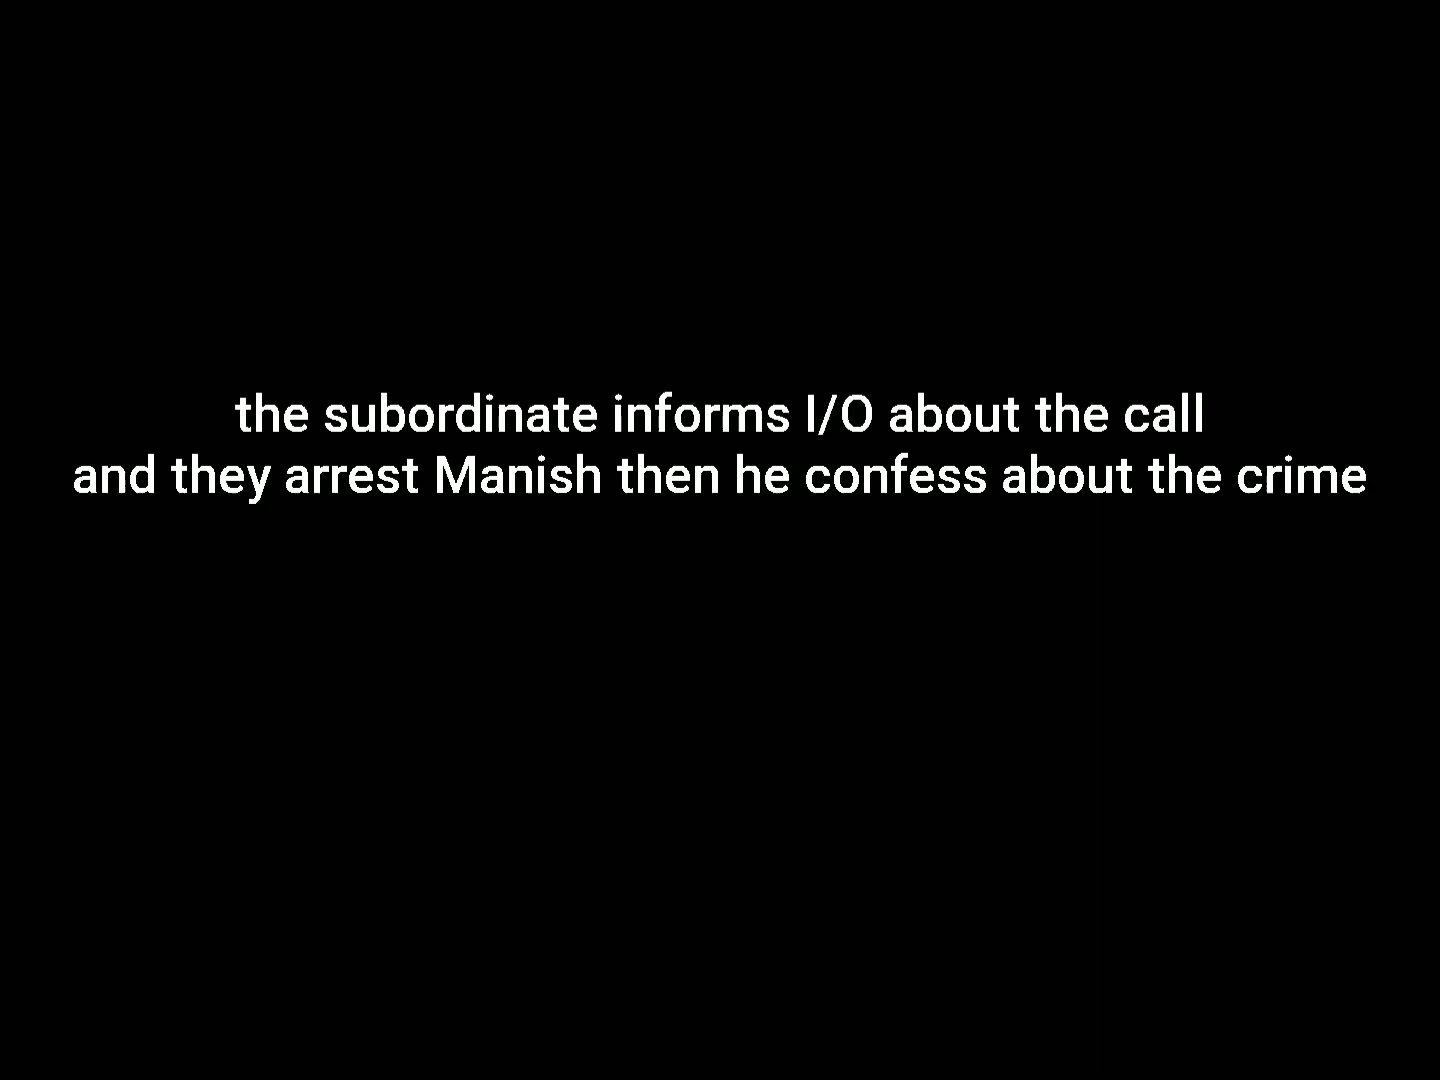 the subordinate informs I/O about the call
and they arrest Manish then he confess about the crime